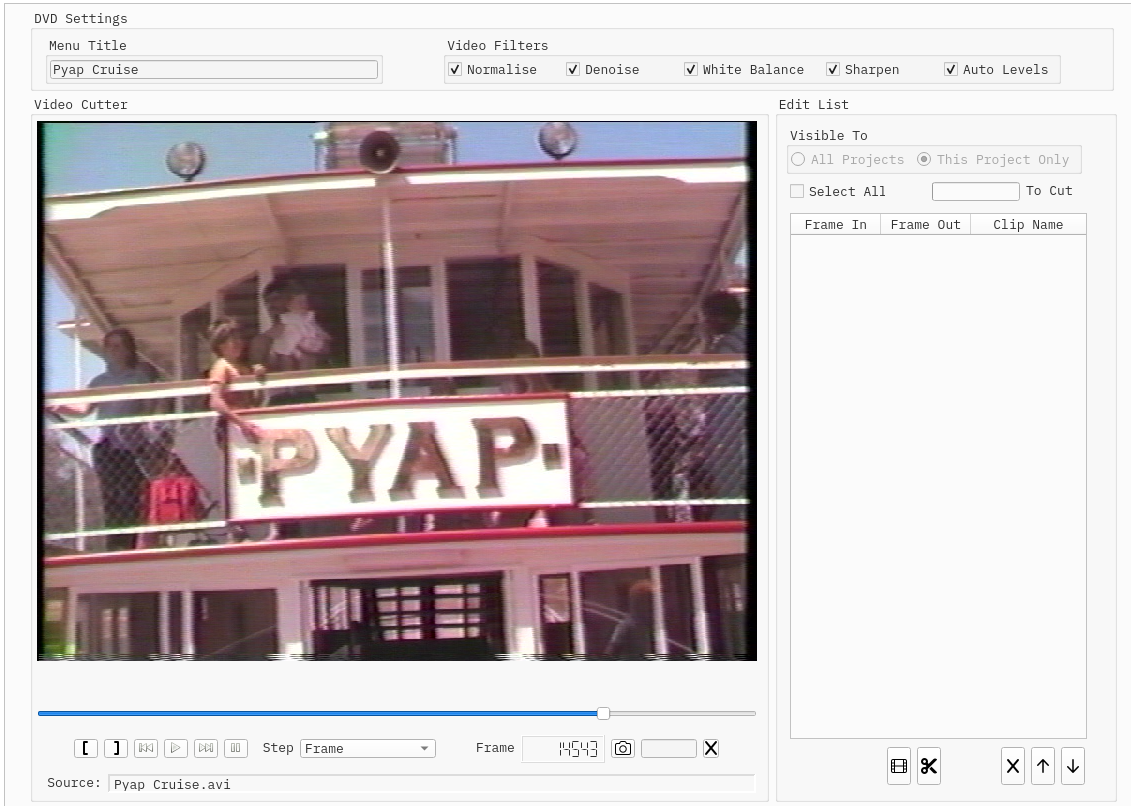 DVD Settings
Menu Title
Pyap Cruise
Video Filters
Normalise
Denoise
White Balance
Sharpen
Auto Levels
Video Cutter
PYAP
[ ]
Step
Frame
Frame
14543
X
Source:
Pyap Cruise.avi
Edit List
Visible To
All Projects
This Project Only
Select All
To Cut
Frame In
Frame Out
Clip Name